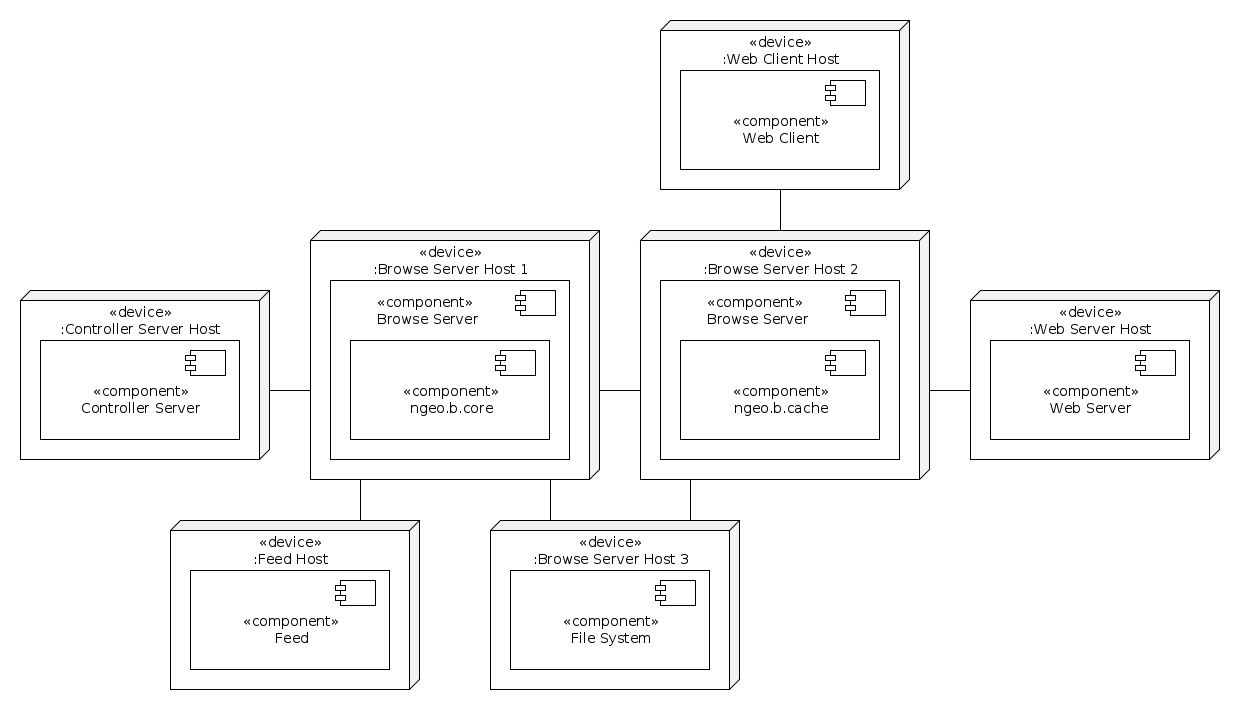 «device»
:Web Client Host
«component»
Web Client
«device»
:Browse Server Host 1
«component»
Browse Server
«component»
ngeo.b.core
«device»
:Browse Server Host 2
«component»
Browse Server
«component»
ngeo.b.cache
«device»
:Controller Server Host
«component»
Controller Server
«device»
:Web Server Host
«component»
Web Server
«device»
:Feed Host
«component»
Feed
«device»
:Browse Server Host 3
«component»
File System